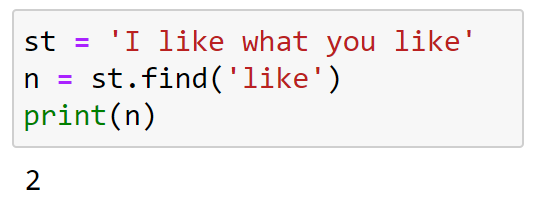 st = 'I like what you like'
n = st.find('like')
print(n)
2